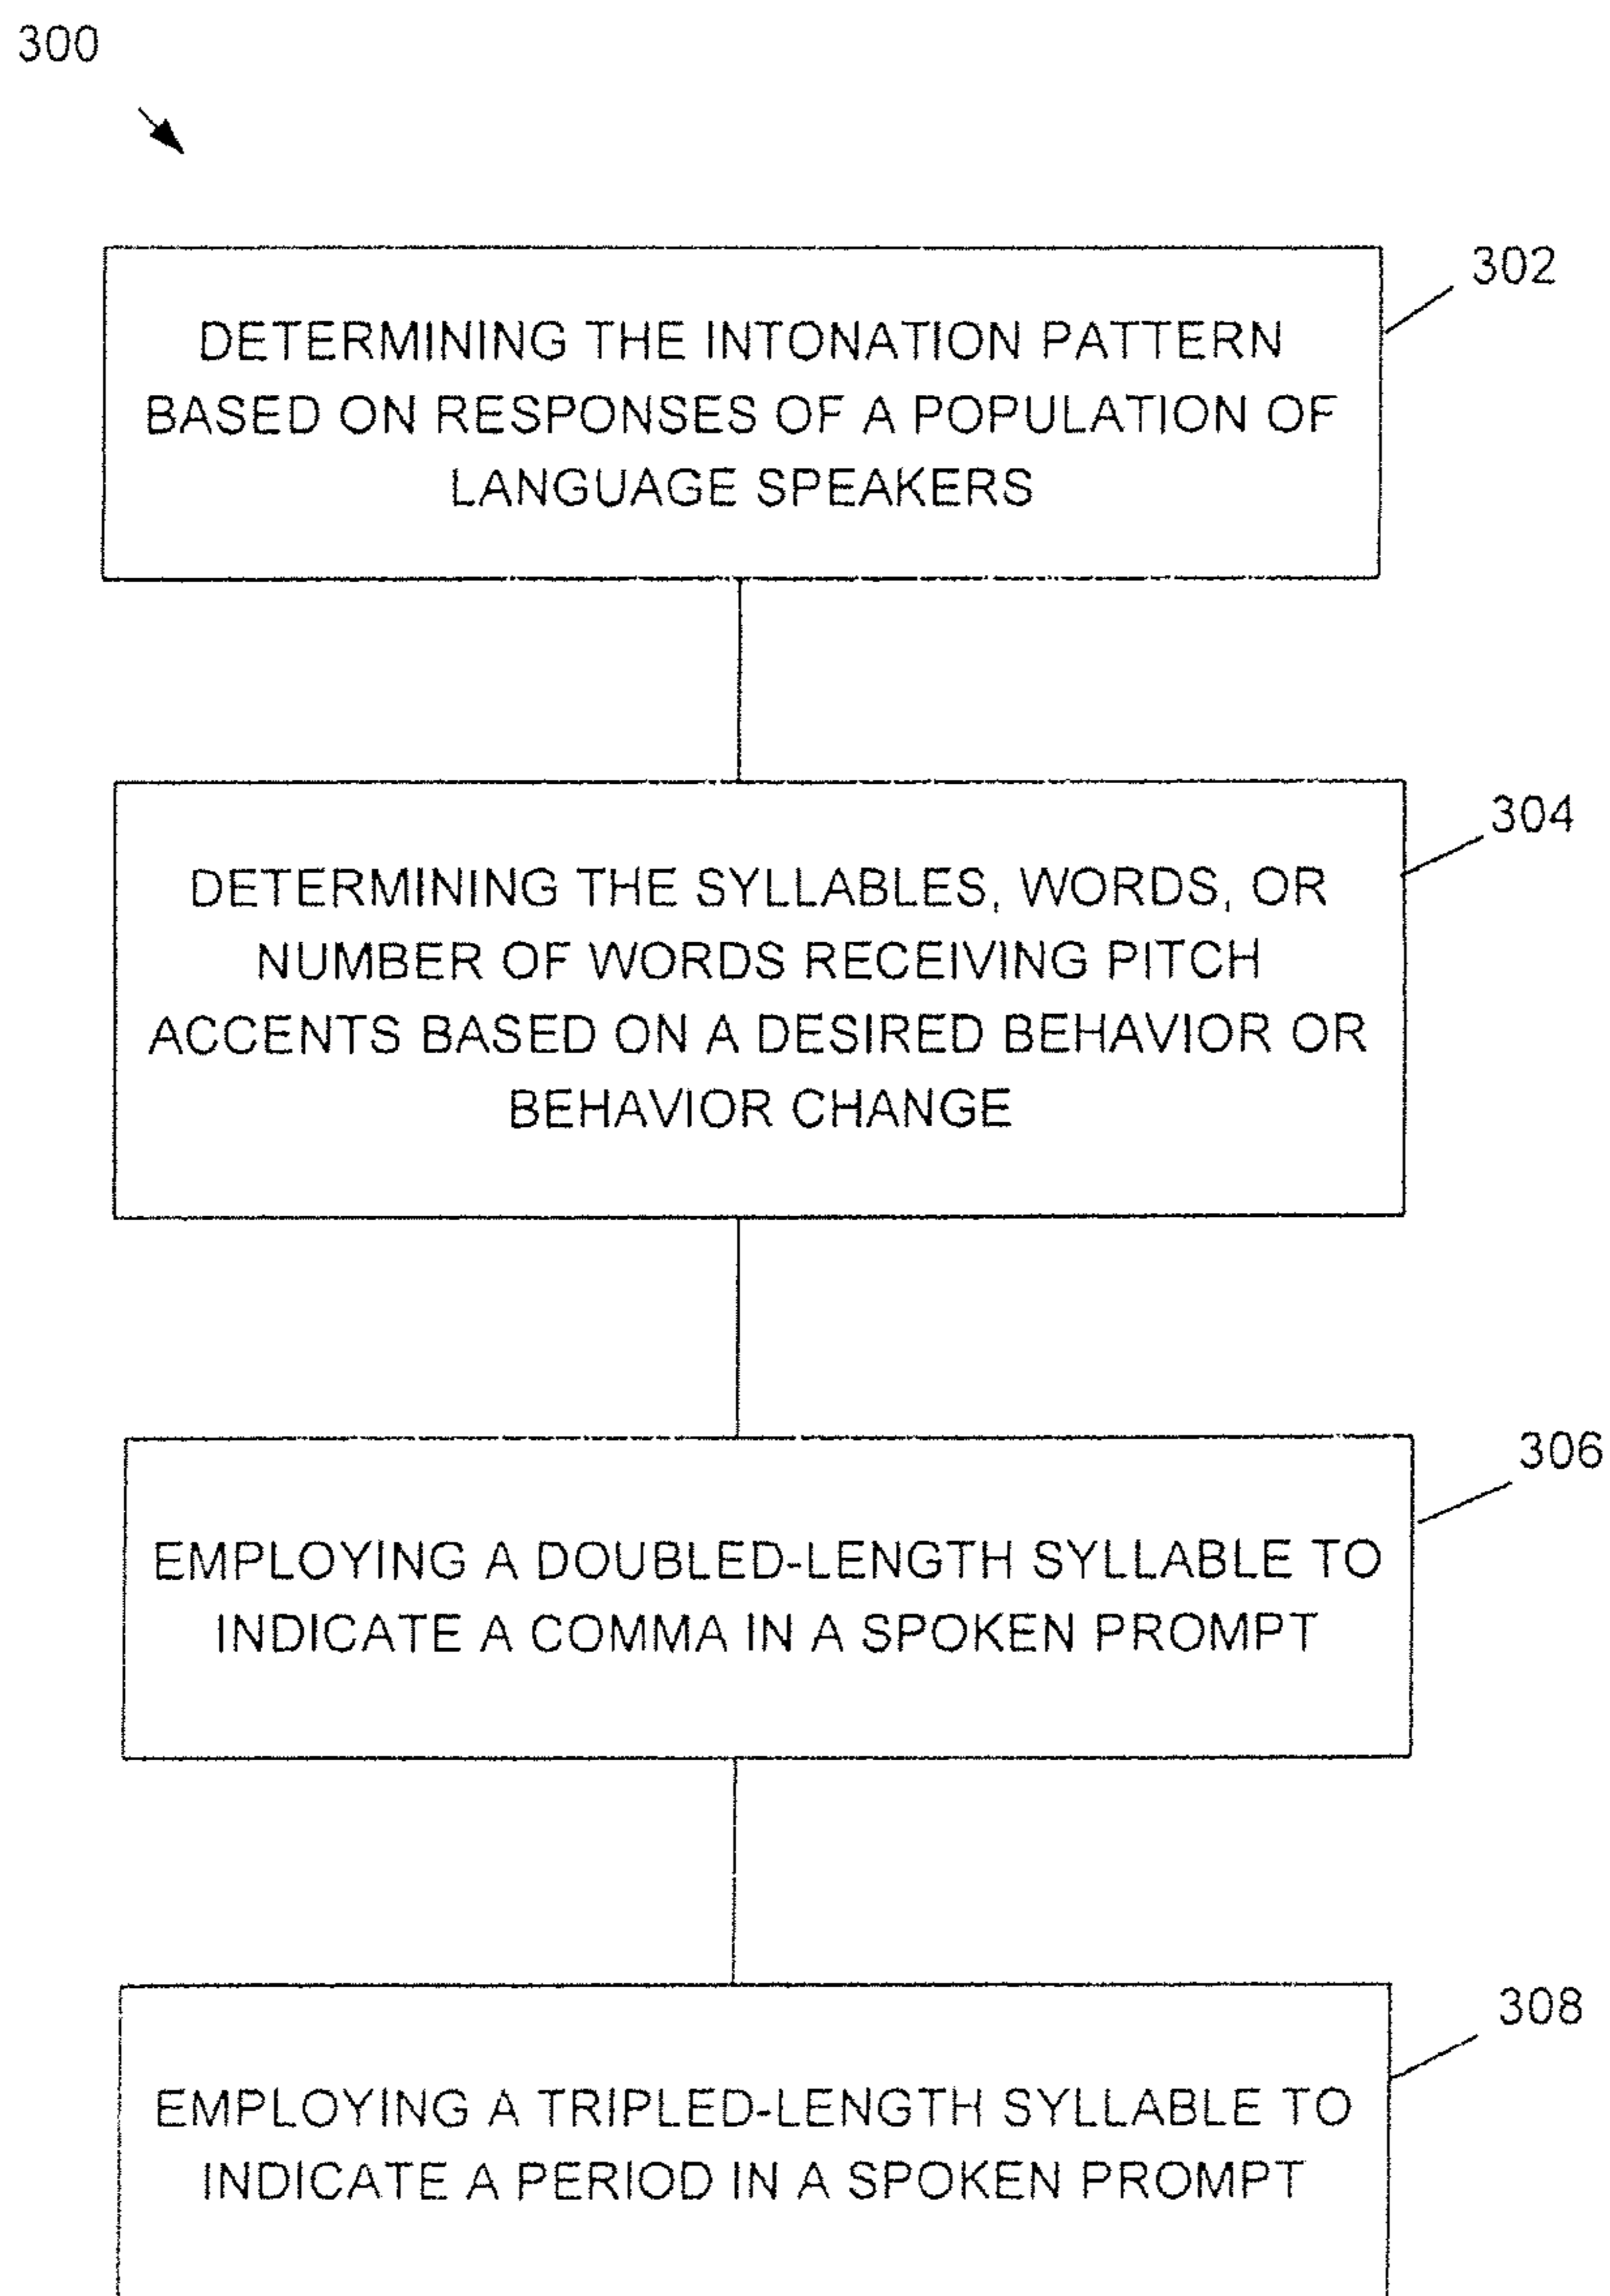 300
302
DETERMINING THE INTONATION PATTERN
BASED ON RESPONSES OF A POPULATION OF
LANGUAGE SPEAKERS
304
DETERMINING THE SYLLABLES, WORDS, OR
NUMBER OF WORDS RECEIVING PITCH
ACCENTS BASED ON A DESIRED BEHAVIOR OR
BEHAVIOR CHANGE
306
EMPLOYING A DOUBLED-LENGTH SYLLABLE TO
INDICATE A COMMA IN A SPOKEN PROMPT
308
EMPLOYING A TRIPLED-LENGTH SYLLABLE TO
INDICATE A PERIOD IN A SPOKEN PROMPT